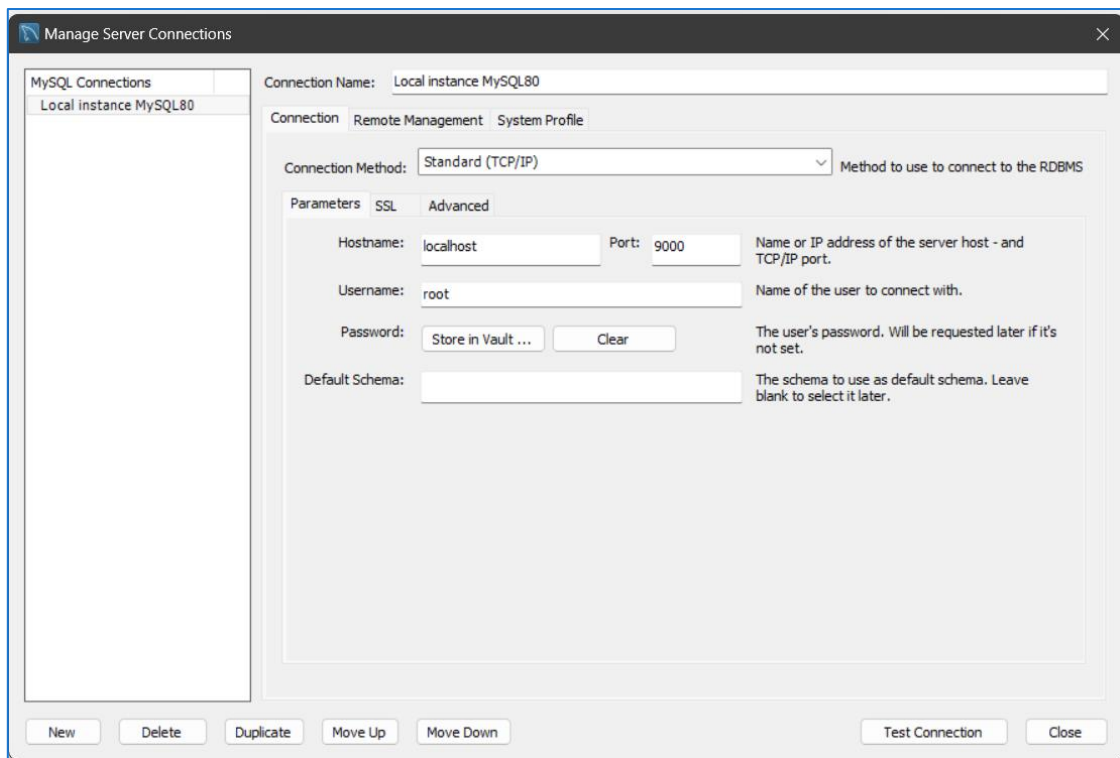 Manage Server Connections
MySQL Connections
Local instance MySQL80
Connection Name: Local instance MySQL80
Connection Remote Management System Profile
Connection Method: Standard (TCP/IP) Method to use to connect to the RDBMS
Parameters SSL Advanced
Hostname: localhost Port: 9000 Name or IP address of the server host - and
TCP/IP port.
Username: root Name of the user to connect with.
Password: Store in Vault ... Clear The user's password. Will be requested later if it's
not set.
Default Schema: The schema to use as default schema. Leave
blank to select it later.
New Delete Duplicate Move Up Move Down Test Connection Close